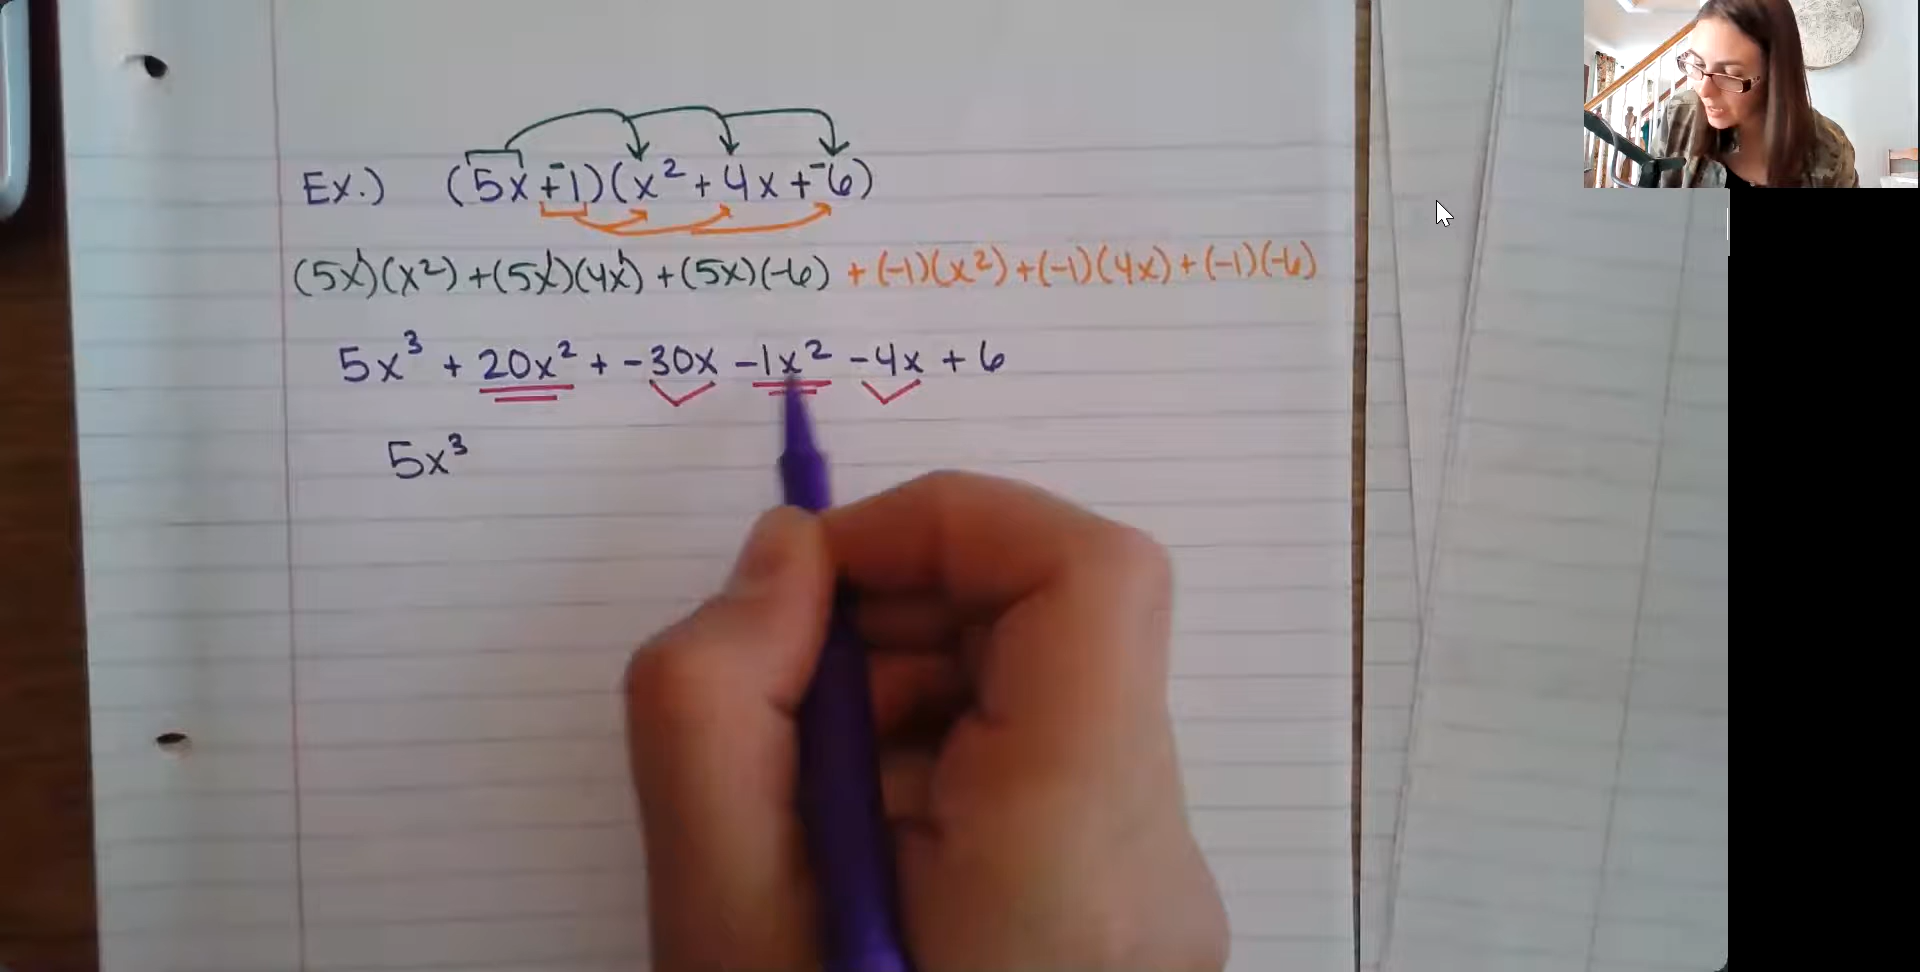 Ex.) (5x + -1)(x² + 4x + -6)
(5x)(x²) + (5x)(4x) + (5x)(-6) + (-1)(x²) + (-1)(4x) + (-1)(-6)
5x³ + 20x² + -30x -1x² -4x + 6
5x³